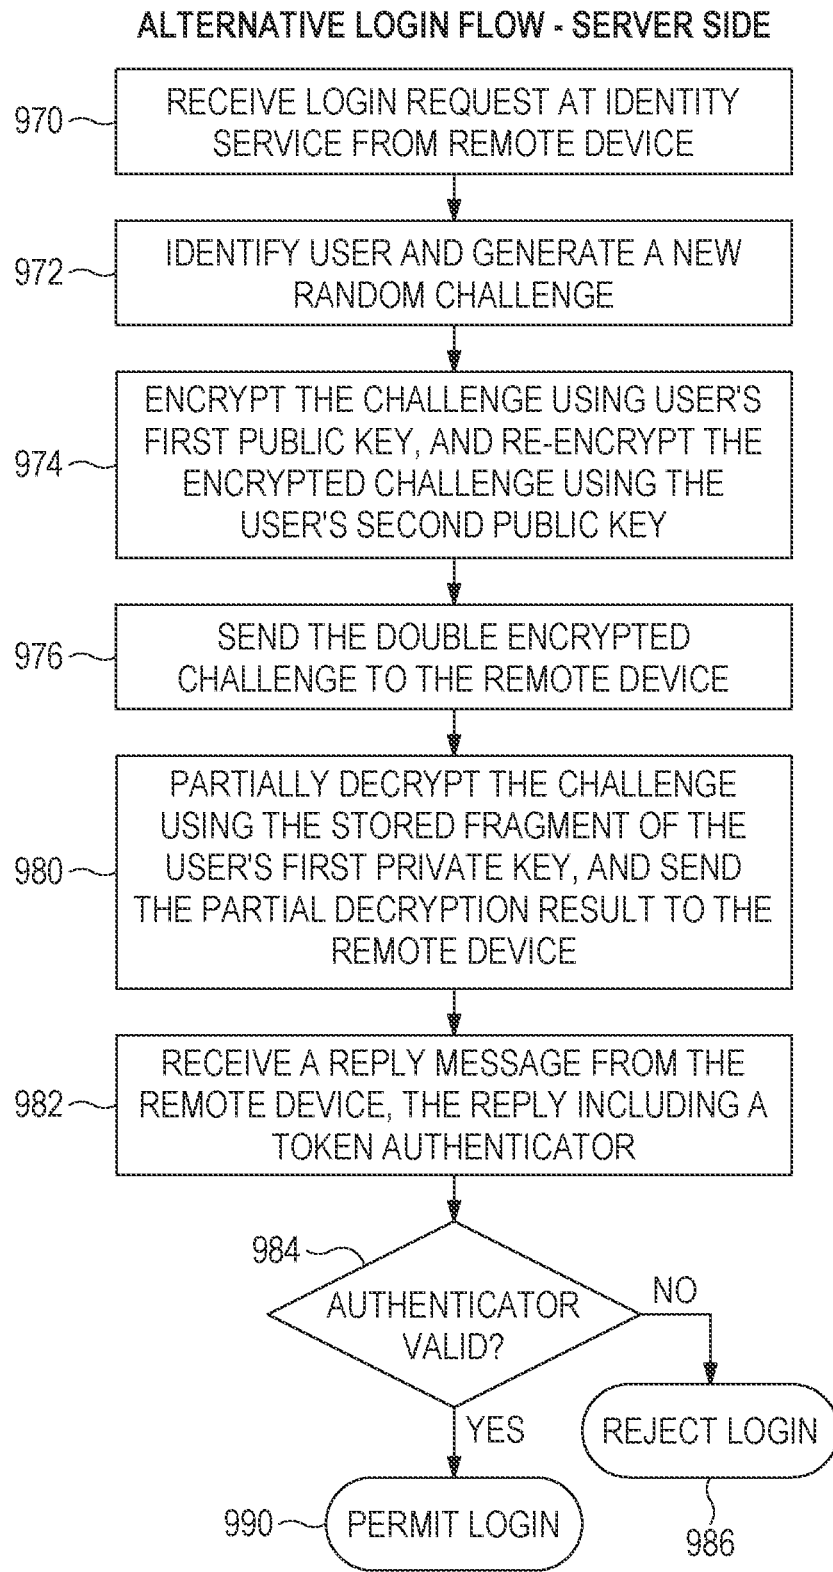 ALTERNATIVE LOGIN FLOW - SERVER SIDE
970
RECEIVE LOGIN REQUEST AT IDENTITY
SERVICE FROM REMOTE DEVICE
972
IDENTIFY USER AND GENERATE A NEW
RANDOM CHALLENGE
974
ENCRYPT THE CHALLENGE USING USER'S
FIRST PUBLIC KEY, AND RE-ENCRYPT THE
ENCRYPTED CHALLENGE USING THE
USER'S SECOND PUBLIC KEY
976
SEND THE DOUBLE ENCRYPTED
CHALLENGE TO THE REMOTE DEVICE
980
PARTIALLY DECRYPT THE CHALLENGE
USING THE STORED FRAGMENT OF THE
USER'S FIRST PRIVATE KEY, AND SEND
THE PARTIAL DECRYPTION RESULT TO THE
REMOTE DEVICE
982
RECEIVE A REPLY MESSAGE FROM THE
REMOTE DEVICE, THE REPLY INCLUDING A
TOKEN AUTHENTICATOR
984
AUTHENTICATOR
VALID?
NO
YES
REJECT LOGIN
986
990
PERMIT LOGIN